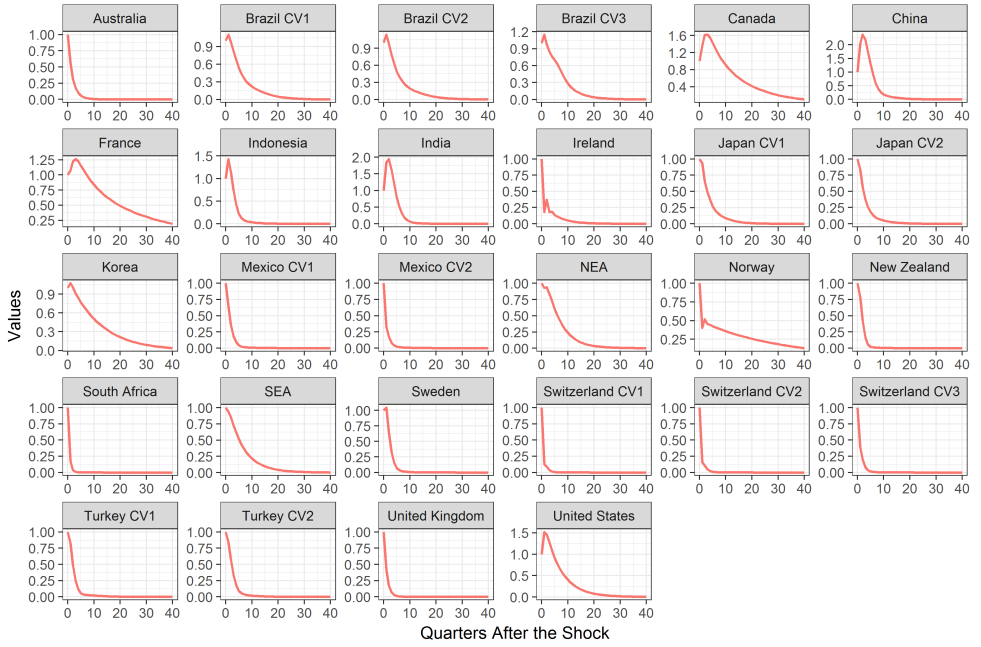 Australia
Brazil CV1
Brazil CV2
Brazil CV3
Canada
China
1.00
0.75
0.50
0.25
0.00
0 10 20 30 40
0.9
0.6
0.3
0.0
0 10 20 30 40
0.9
0.6
0.3
0.0
0 10 20 30 40
1.2
0.9
0.6
0.3
0.0
0 10 20 30 40
1.6
1.2
0.8
0.4
0 10 20 30 40
2.0
1.5
1.0
0.5
0.0
0 10 20 30 40
France
Indonesia
India
Ireland
Japan CV1
Japan CV2
1.25
1.00
0.75
0.50
0.25
0 10 20 30 40
1.5
1.0
0.5
0.0
0 10 20 30 40
2.0
1.5
1.0
0.5
0.0
0 10 20 30 40
1.00
0.75
0.50
0.25
0.00
0 10 20 30 40
1.00
0.75
0.50
0.25
0.00
0 10 20 30 40
1.00
0.75
0.50
0.25
0.00
0 10 20 30 40
Korea
Mexico CV1
Mexico CV2
NEA
Norway
New Zealand
0.9
0.6
0.3
0.0
0 10 20 30 40
1.00
0.75
0.50
0.25
0.00
0 10 20 30 40
1.00
0.75
0.50
0.25
0.00
0 10 20 30 40
1.00
0.75
0.50
0.25
0.00
0 10 20 30 40
1.00
0.75
0.50
0.25
0 10 20 30 40
1.00
0.75
0.50
0.25
0.00
0 10 20 30 40
South Africa
SEA
Sweden
Switzerland CV1
Switzerland CV2
Switzerland CV3
1.00
0.75
0.50
0.25
0.00
0 10 20 30 40
1.00
0.75
0.50
0.25
0.00
0 10 20 30 40
1.00
0.75
0.50
0.25
0.00
0 10 20 30 40
1.00
0.75
0.50
0.25
0.00
0 10 20 30 40
1.00
0.75
0.50
0.25
0.00
0 10 20 30 40
1.00
0.75
0.50
0.25
0.00
0 10 20 30 40
Turkey CV1
Turkey CV2
United Kingdom
United States
1.00
0.75
0.50
0.25
0.00
0 10 20 30 40
1.00
0.75
0.50
0.25
0.00
0 10 20 30 40
1.00
0.75
0.50
0.25
0.00
0 10 20 30 40
1.5
1.0
0.5
0.0
0 10 20 30 40
Values
Quarters After the Shock